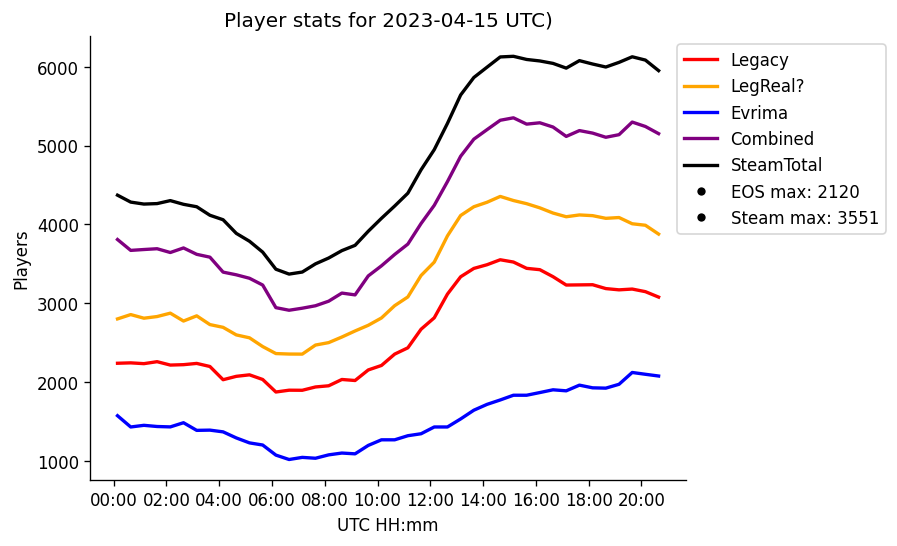 Player stats for 2023-04-15 UTC)
Players
6000
5000
4000
3000
2000
1000
00:00 02:00 04:00 06:00 08:00 10:00 12:00 14:00 16:00 18:00 20:00
UTC HH:mm
Legacy
LegReal?
Evrima
Combined
SteamTotal
EOS max: 2120
Steam max: 3551